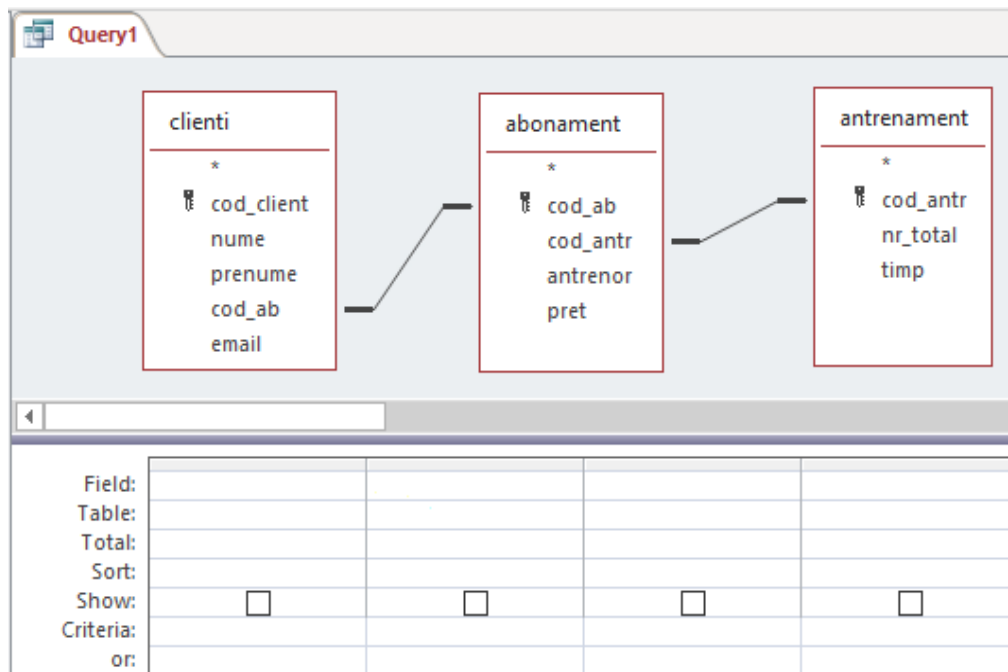 Query1
clienti
*
cod_client
nume
prenume
cod_ab
email
abonament
*
cod_ab
cod_antr
antrenor
pret
antrenament
*
cod_antr
nr_total
timp
Field:
Table:
Total:
Sort:
Show:
Criteria:
or: